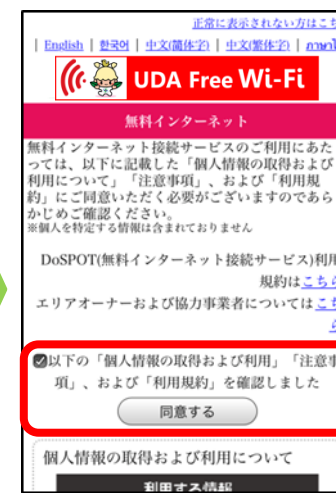 正常に表示されない方はこち
| English | 한국어 | 中文(簡体字) | 中文(繁体字) | ภาษาไ
UDA Free Wi-Fi
無料インターネット
無料インターネット接続サービスのご利用にあた
っては、以下に記載した「個人情報の取得および
利用について」「注意事項」、および「利用規
約」にご同意いただく必要がございますのであら
かじめご確認ください。
※個人を特定する情報は含まれておりません
DoSPOT(無料インターネット接続サービス)利用
規約はこちら
エリアオーナーおよび協力事業者についてはこち
ら
以下の「個人情報の取得および利用」「注意事
項」、および「利用規約」を確認しました
同意する
個人情報の取得および利用について
利用する情報